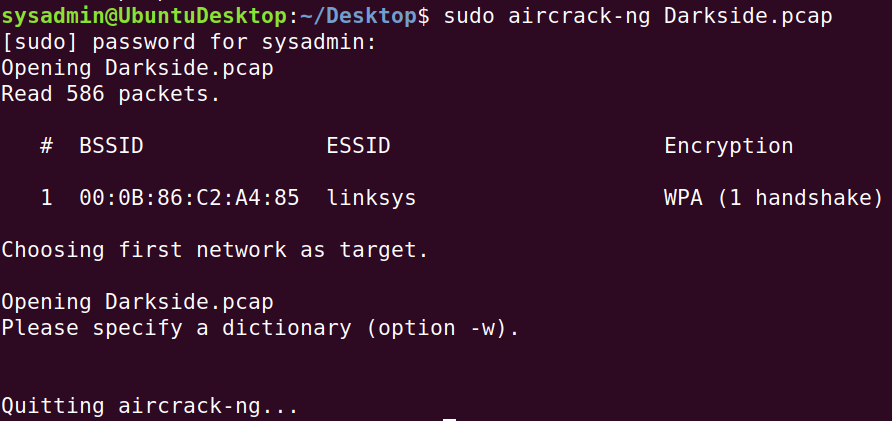 sysadmin@UbuntuDesktop:~/Desktop$ sudo aircrack-ng Darkside.pcap
[sudo] password for sysadmin:
Opening Darkside.pcap
Read 586 packets.
# BSSID ESSID Encryption
1 00:0B:86:C2:A4:85 linksys WPA (1 handshake)
Choosing first network as target.
Opening Darkside.pcap
Please specify a dictionary (option -w).
Quitting aircrack-ng...